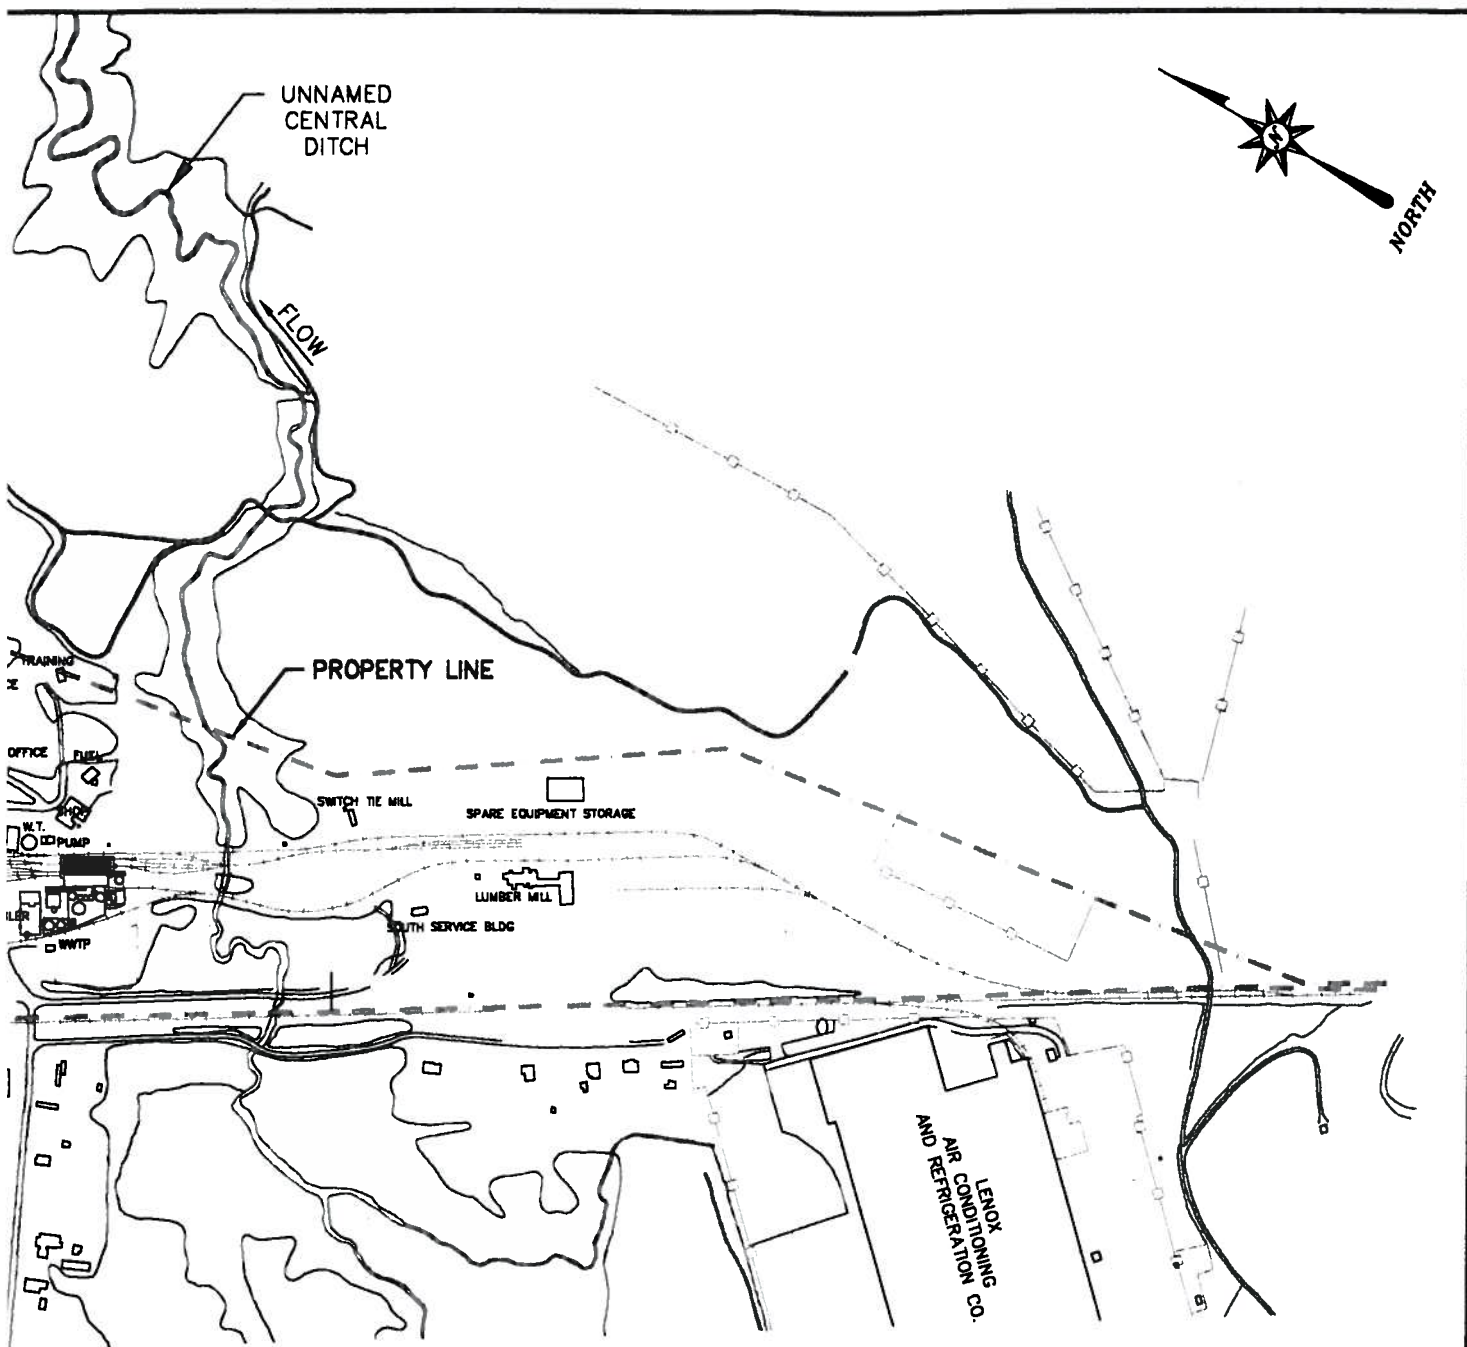 UNNAMED
CENTRAL
DITCH
N
NORTH
FLOW
TRAINING
PROPERTY LINE
OFFICE
FUEL
SHOP
SWITCH TIE MILL
SPARE EQUIPMENT STORAGE
W.T.
PUMP
LUMBER MILL
SOUTH SERVICE BLDG
WWTP
LENOX
AIR CONDITIONING
AND REFRIGERATION CO.